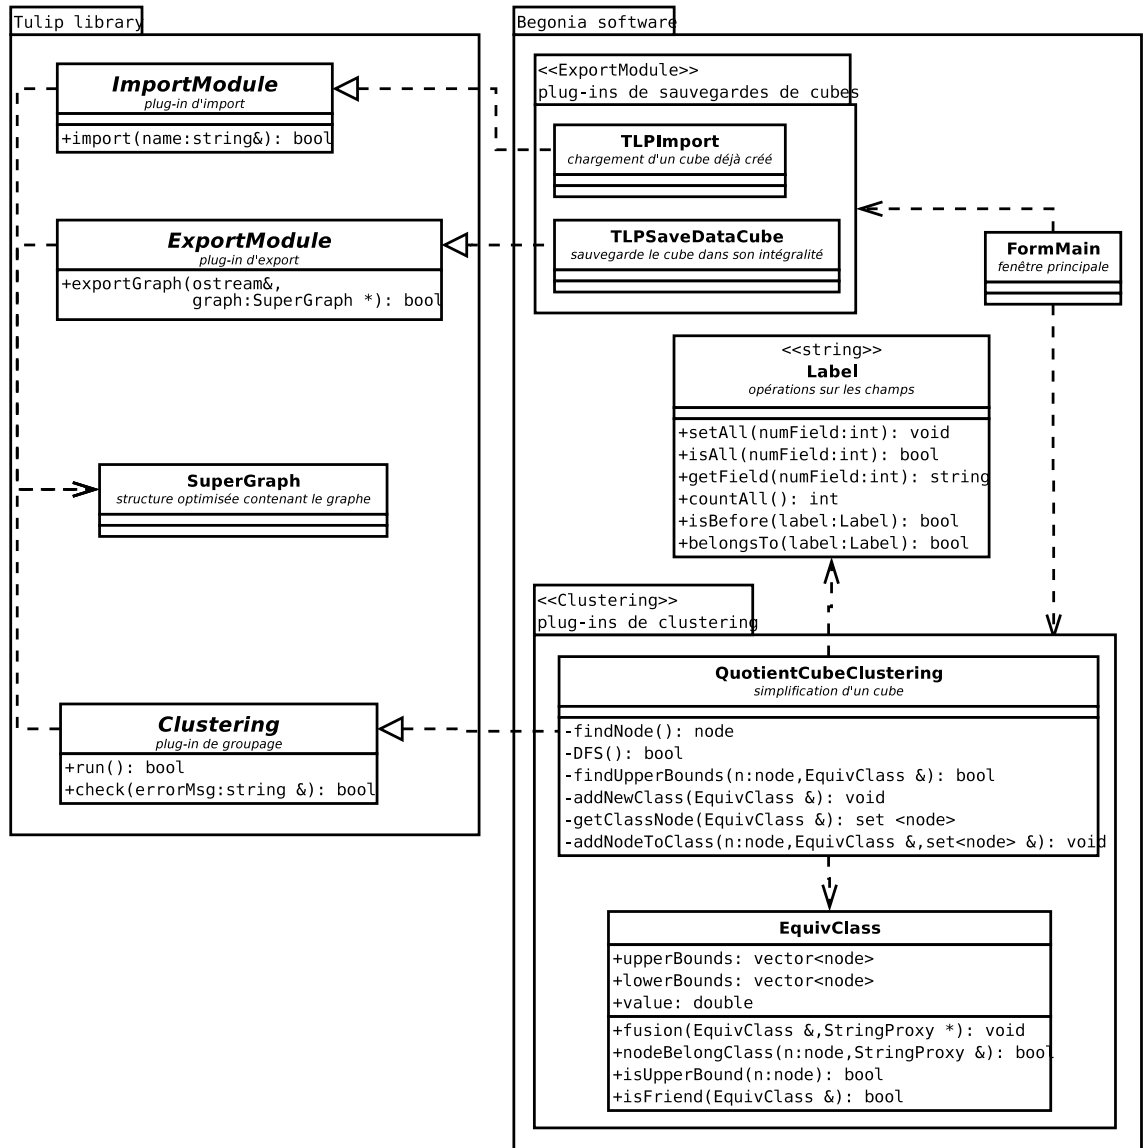 Tulip library
ImportModule
plug-in d'import
+import(name:string&): bool
ExportModule
plug-in d'export
+exportGraph(ostream&,
graph:SuperGraph *): bool
SuperGraph
structure optimisée contenant le graphe
Clustering
plug-in de groupage
+run(): bool
+check(errorMsg:string &): bool
Begonia software
<<ExportModule>>
plug-ins de sauvegardes de cubes
TLPImport
chargement d'un cube déjà créé
TLPSaveDataCube
sauvegarde le cube dans son intégralité
FormMain
fenêtre principale
<<string>>
Label
opérations sur les champs
+setAll(numField:int): void
+isAll(numField:int): bool
+getField(numField:int): string
+countAll(): int
+isBefore(label:Label): bool
+belongsTo(label:Label): bool
<<Clustering>>
plug-ins de clustering
QuotientCubeClustering
simplification d'un cube
-findNode(): node
-DFS(): bool
-findUpperBounds(n:node,EquivClass &): bool
-addNewClass(EquivClass &): void
-getClassNode(EquivClass &): set <node>
-addNodeToClass(n:node,EquivClass &,set<node> &): void
EquivClass
+upperBounds: vector<node>
+lowerBounds: vector<node>
+value: double
+fusion(EquivClass &,StringProxy *): void
+nodeBelongClass(n:node,StringProxy &): bool
+isUpperBound(n:node): bool
+isFriend(EquivClass &): bool